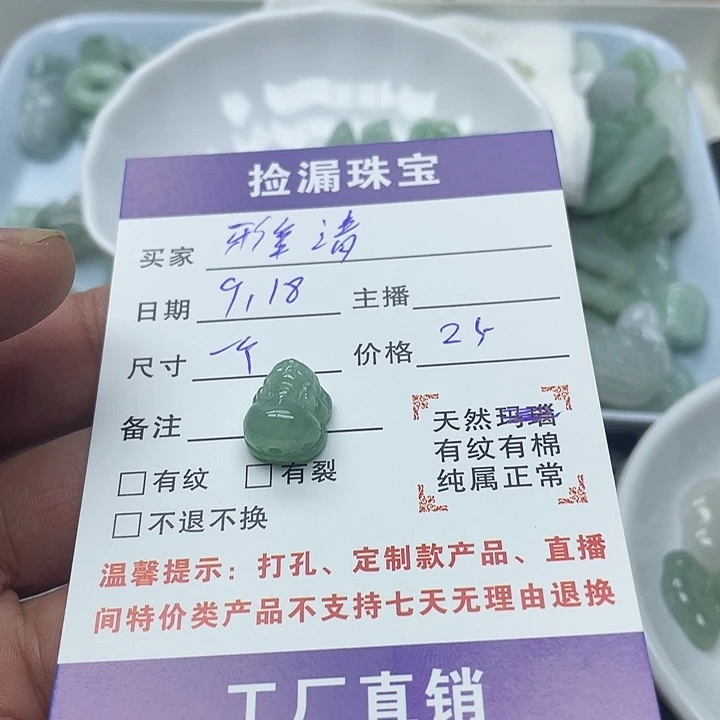 捡漏珠宝
买家
日期 9,18 主播
尺寸 价格 25
备注
天然玛瑙
有纹有棉
纯属正常
□有纹 □有裂
□不退不换
温馨提示：打孔、定制款产品、直播
间特价类产品不支持七天无理由退换
工厂直销